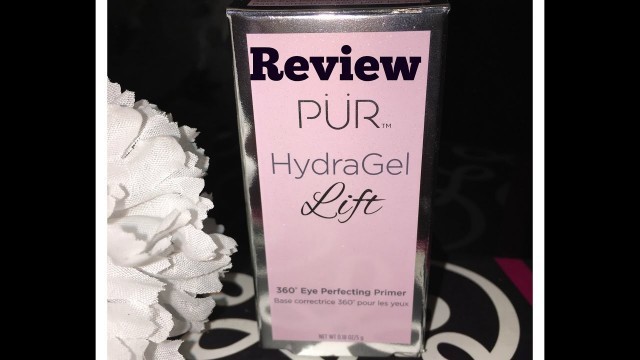 Review
PÜR™
HydraGel
Lift
360° Eye Perfecting Primer
Base correctrice 360° pour les yeux